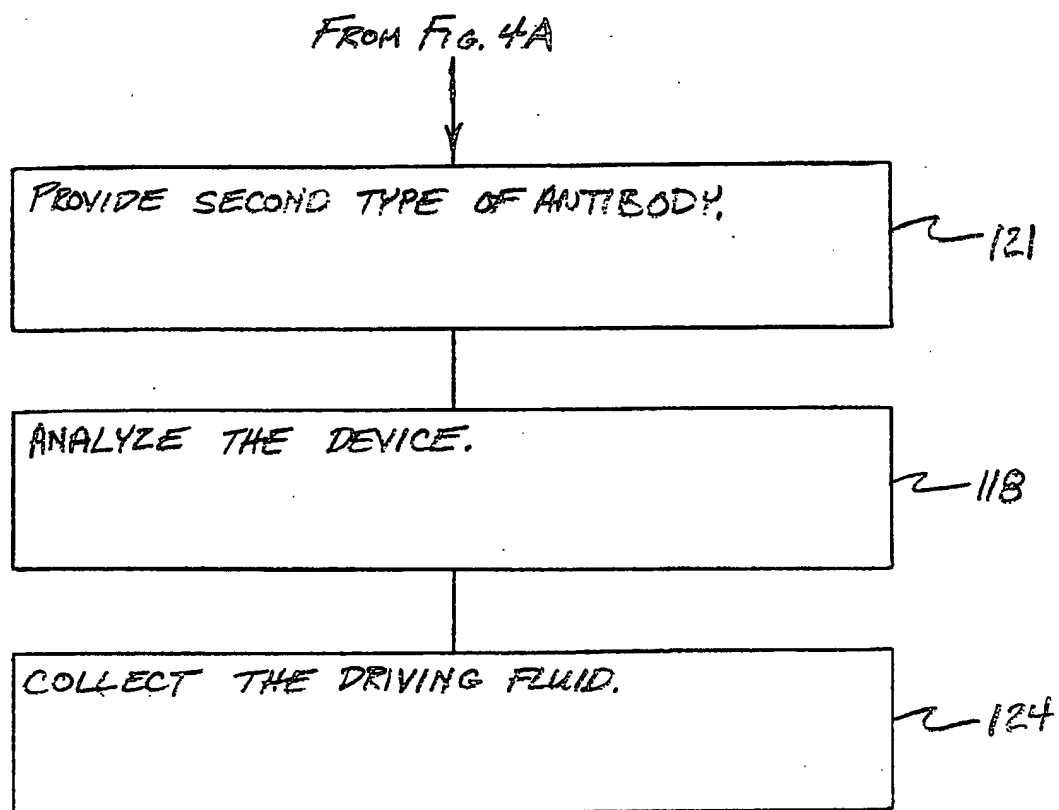 FROM FIG. 4A
PROVIDE SECOND TYPE OF ANTIBODY.
121
ANALYZE THE DEVICE.
118
COLLECT THE DRIVING FLUID.
124